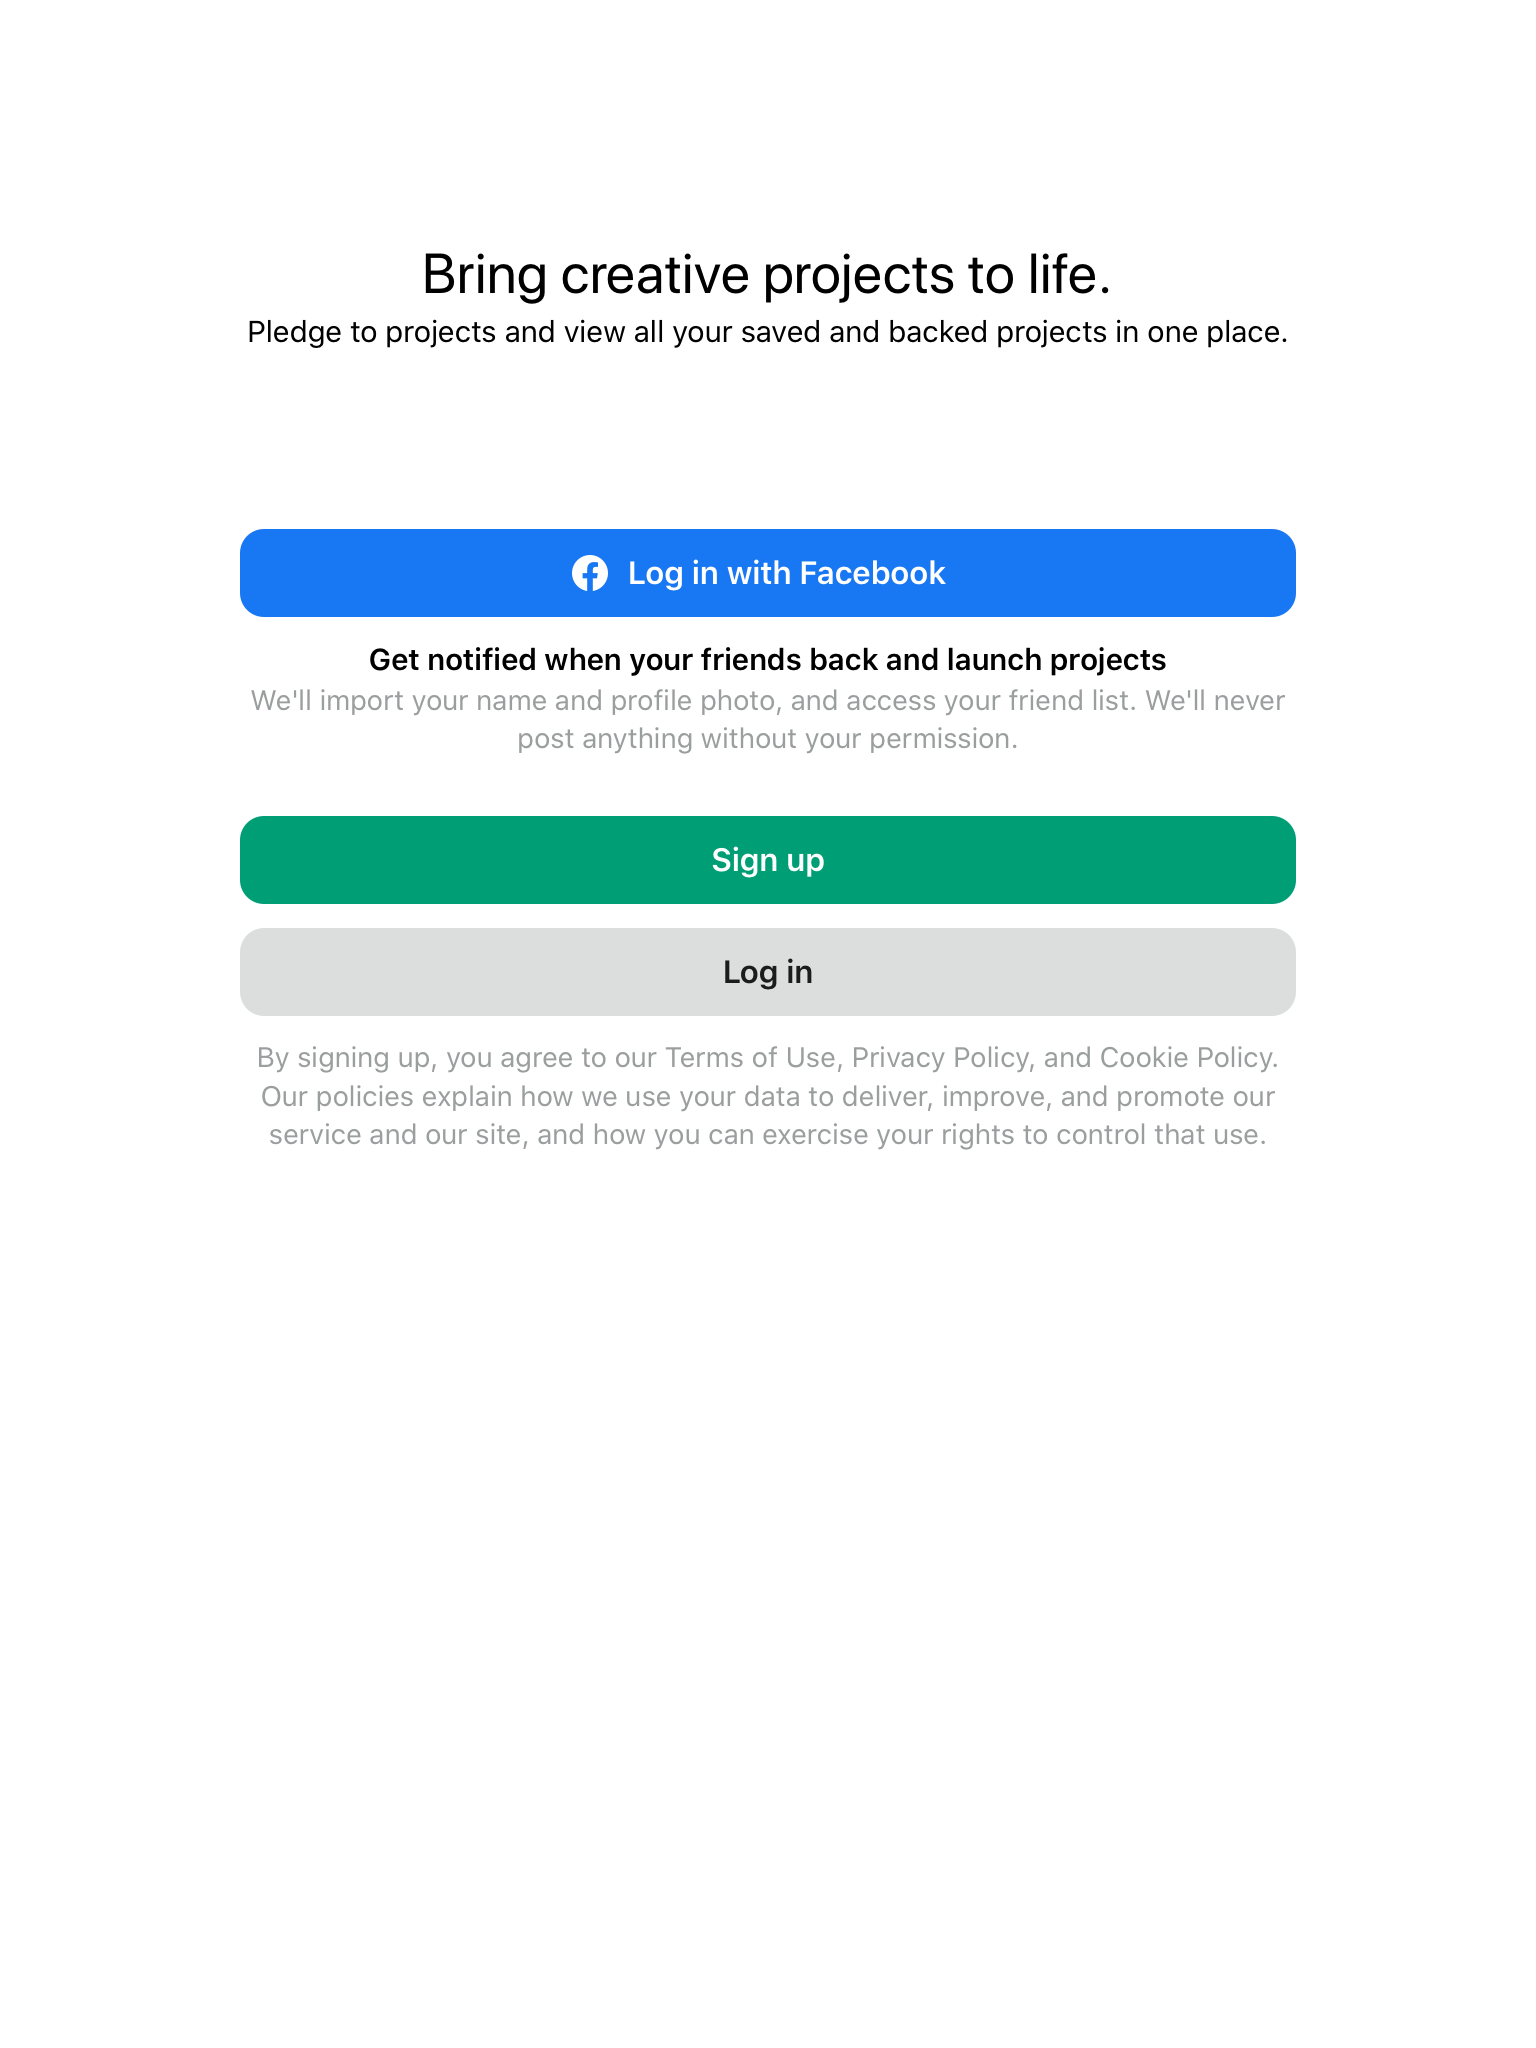 Bring creative projects to life.
Pledge to projects and view all your saved and backed projects in one place.
Log in with Facebook
Get notified when your friends back and launch projects
We'll import your name and profile photo, and access your friend list. We'll never
post anything without your permission.
Sign up
Log in
By signing up, you agree to our Terms of Use, Privacy Policy, and Cookie Policy.
Our policies explain how we use your data to deliver, improve, and promote our
service and our site, and how you can exercise your rights to control that use.